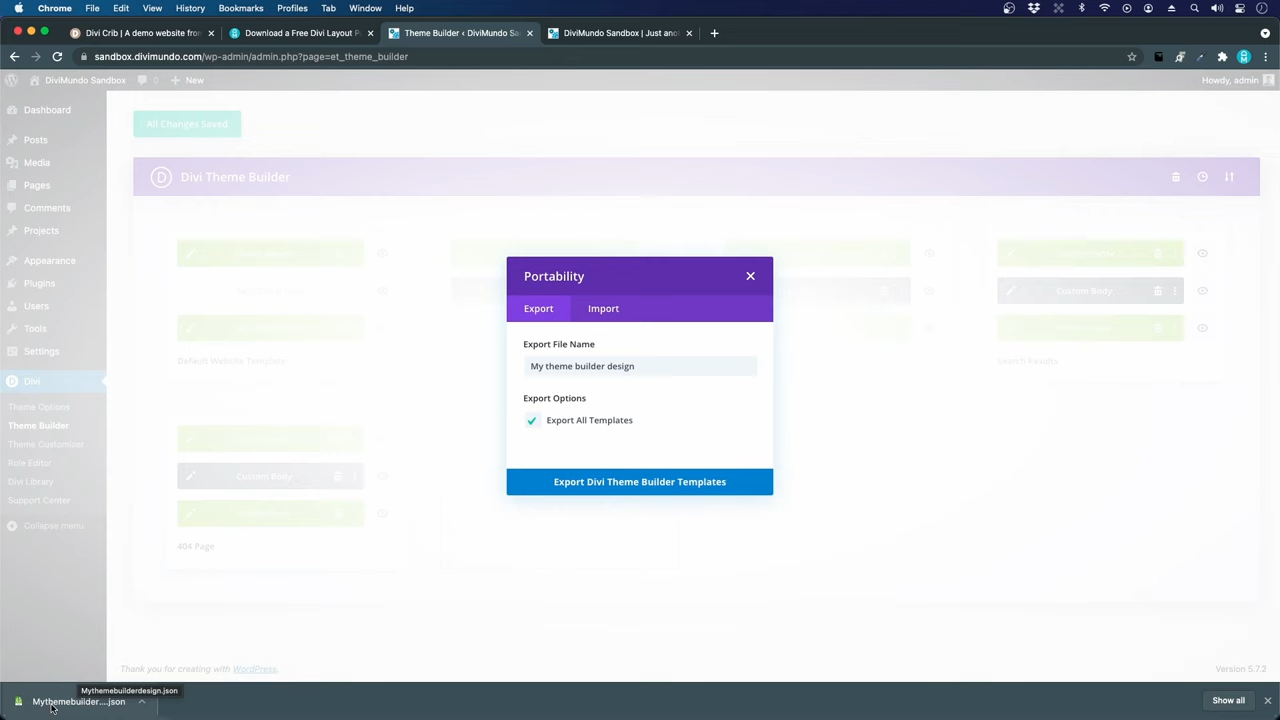 Chrome File Edit View History Bookmarks Profiles Tab Window Help
Divi Crib | A demo website from
Download a Free Divi Layout P
Theme Builder ‹ DiviMundo San
DiviMundo Sandbox | Just anot
sandbox.divimundo.com/wp-admin/admin.php?page=et_theme_builder
DiviMundo Sandbox 0 New
Howdy, admin
Dashboard
Posts
Media
Pages
Comments
Projects
Appearance
Plugins
Users
Tools
Settings
Divi
Theme Options
Theme Builder
Theme Customizer
Role Editor
Divi Library
Support Center
Collapse menu
All Changes Saved
D Divi Theme Builder
Default Website Template
Custom Body
Search Results
Custom Body
404 Page
Portability
Export Import
Export File Name
My theme builder design
Export Options
Export All Templates
Export Divi Theme Builder Templates
Thank you for creating with WordPress.
Version 5.7.2
Mythemebuilderdesign.json
Mythemebuilder....json
Show all